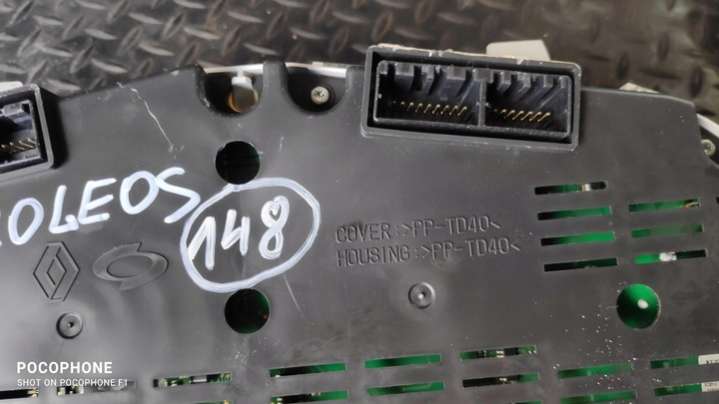 OLEOS
148
COVER:>PP-TD40<
HOUSING:>PP-TD40<
POCOPHONE
SHOT ON POCOPHONE F1